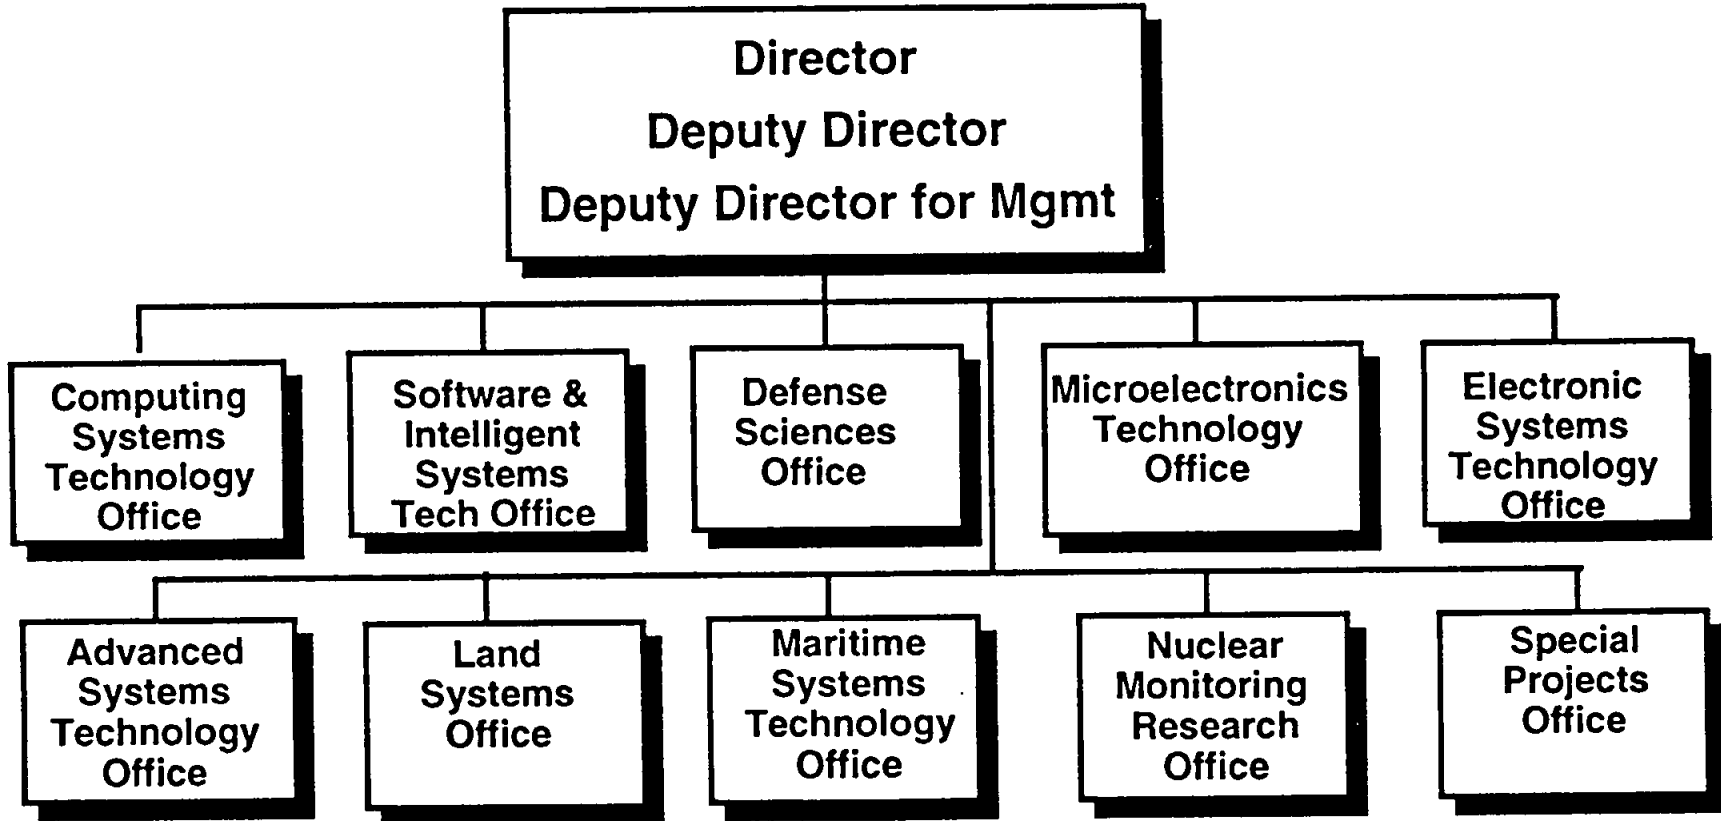 Director
Deputy Director
Deputy Director for Mgmt
Computing
Systems
Technology
Office
Software &
Intelligent
Systems
Tech Office
Defense
Sciences
Office
Microelectronics
Technology
Office
Electronic
Systems
Technology
Office
Advanced
Systems
Technology
Office
Land
Systems
Office
Maritime
Systems
Technology
Office
Nuclear
Monitoring
Research
Office
Special
Projects
Office